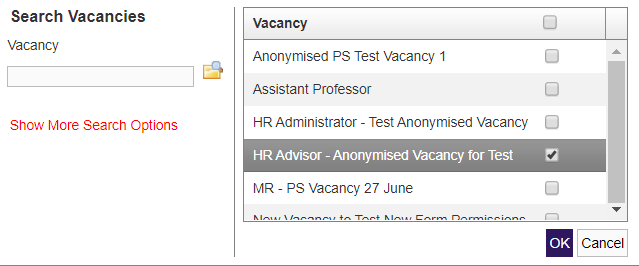 Search Vacancies
Vacancy
Show More Search Options
Vacancy
Anonymised PS Test Vacancy 1
Assistant Professor
HR Administrator - Test Anonymised Vacancy
HR Advisor - Anonymised Vacancy for Test
MR - PS Vacancy 27 June
New Vacancy to Test New Form Permissions
OK Cancel